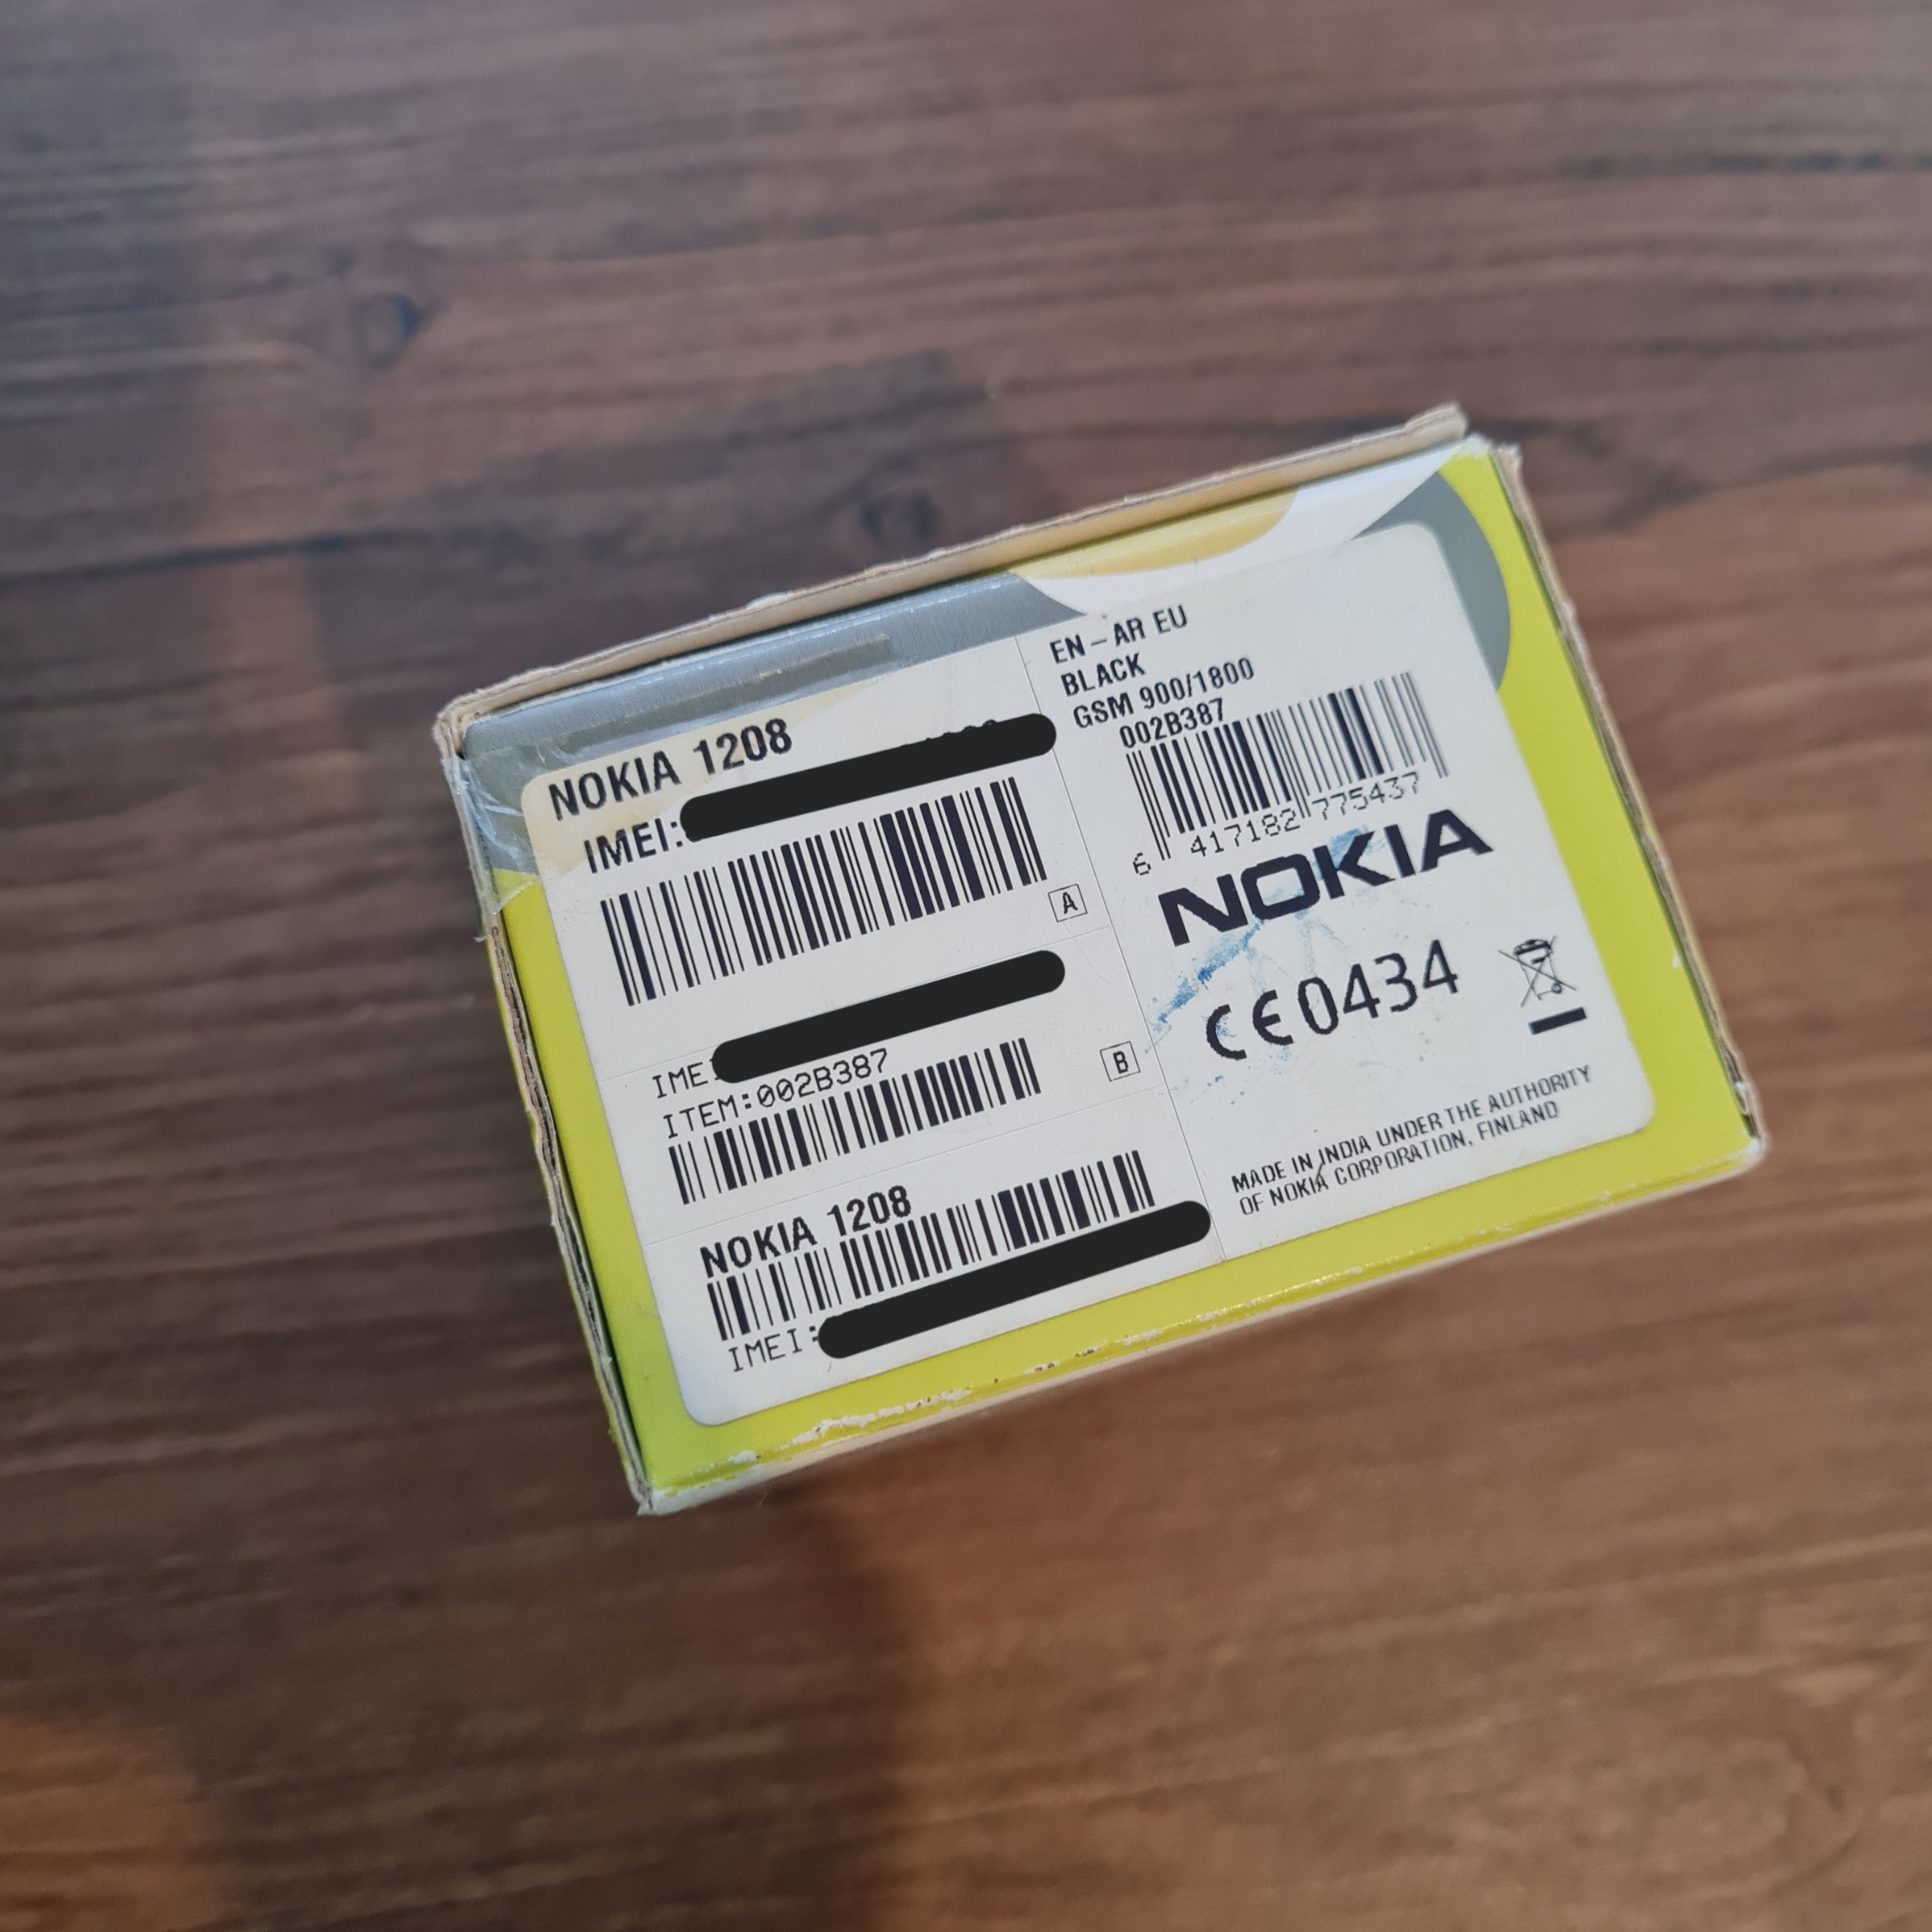 NOKIA 1208
IMEI:
A
IMEI
ITEM:002B387
B
NOKIA 1208
IMEI:
EN-AR EU
BLACK
GSM 900/1800
002B387
6 417182 775437
NOKIA
CE0434
MADE IN INDIA UNDER THE AUTHORITY
OF NOKIA CORPORATION, FINLAND